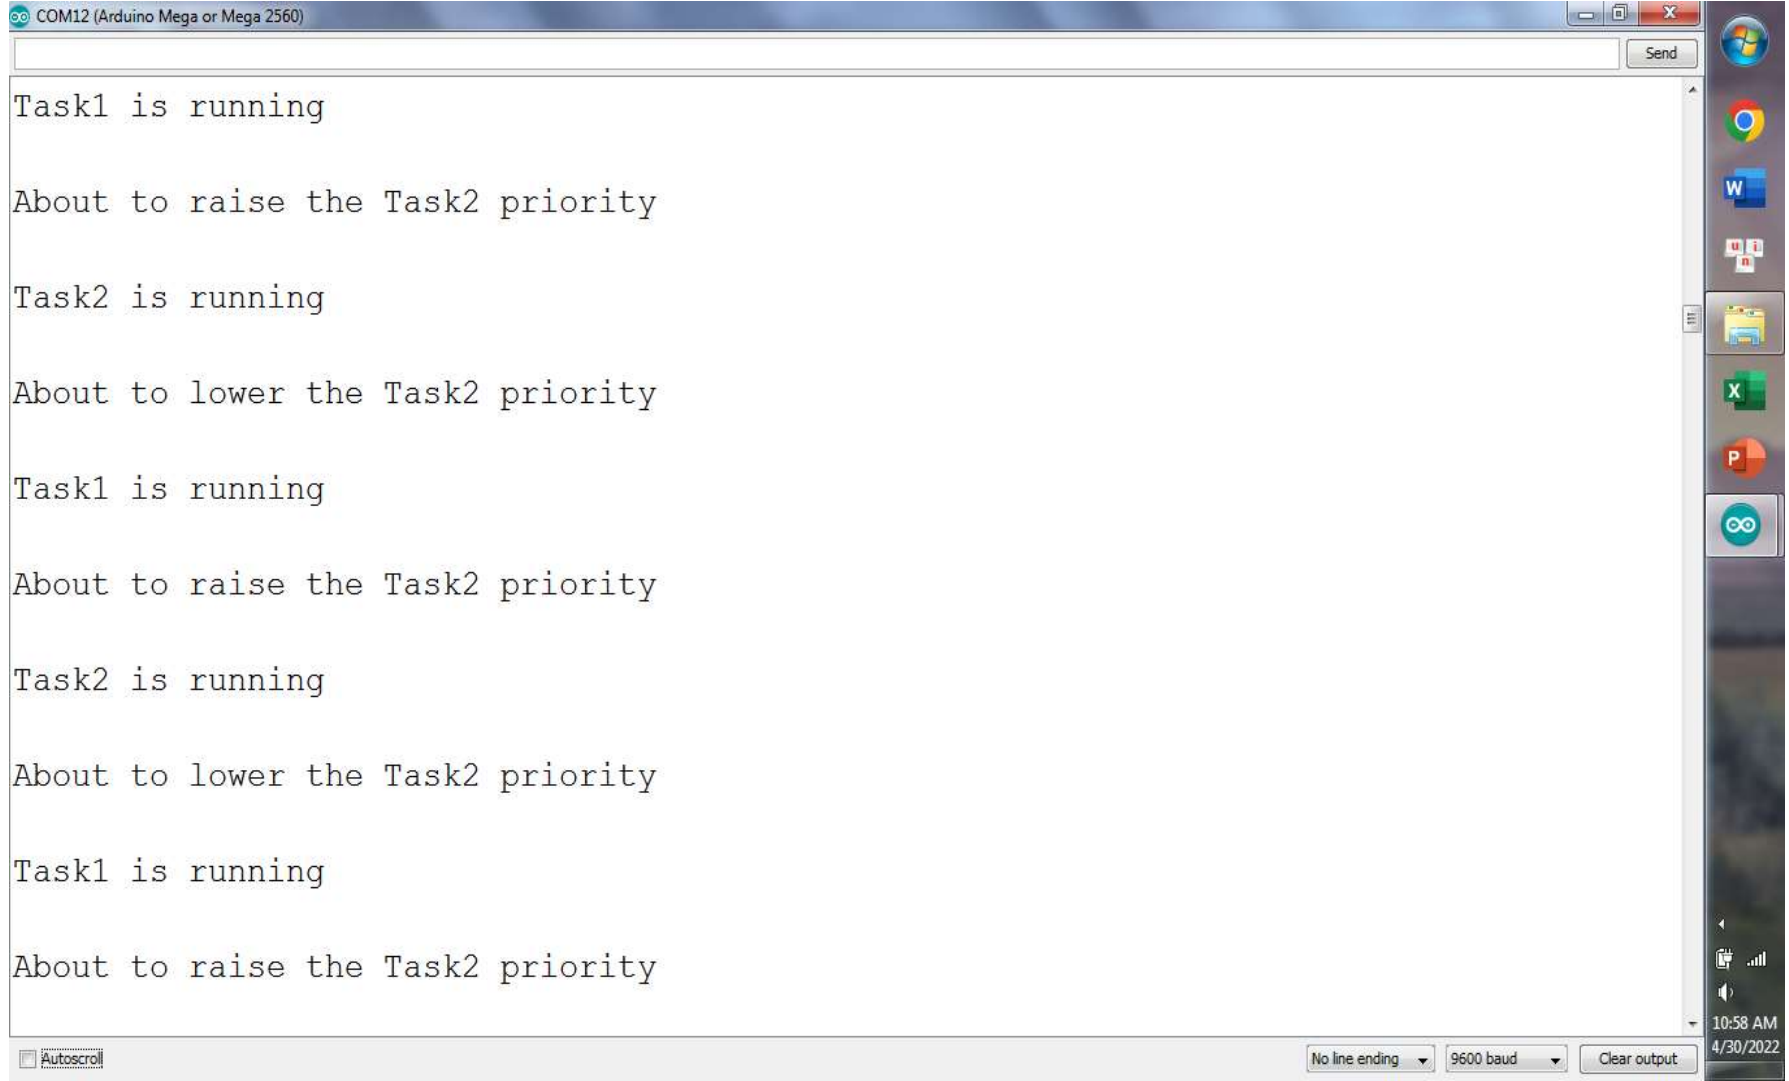 COM12 (Arduino Mega or Mega 2560)
Send
Task1 is running
About to raise the Task2 priority
Task2 is running
About to lower the Task2 priority
Task1 is running
About to raise the Task2 priority
Task2 is running
About to lower the Task2 priority
Task1 is running
About to raise the Task2 priority
Autoscroll
No line ending
9600 baud
Clear output
W
u i
n
X
P
10:58 AM
4/30/2022